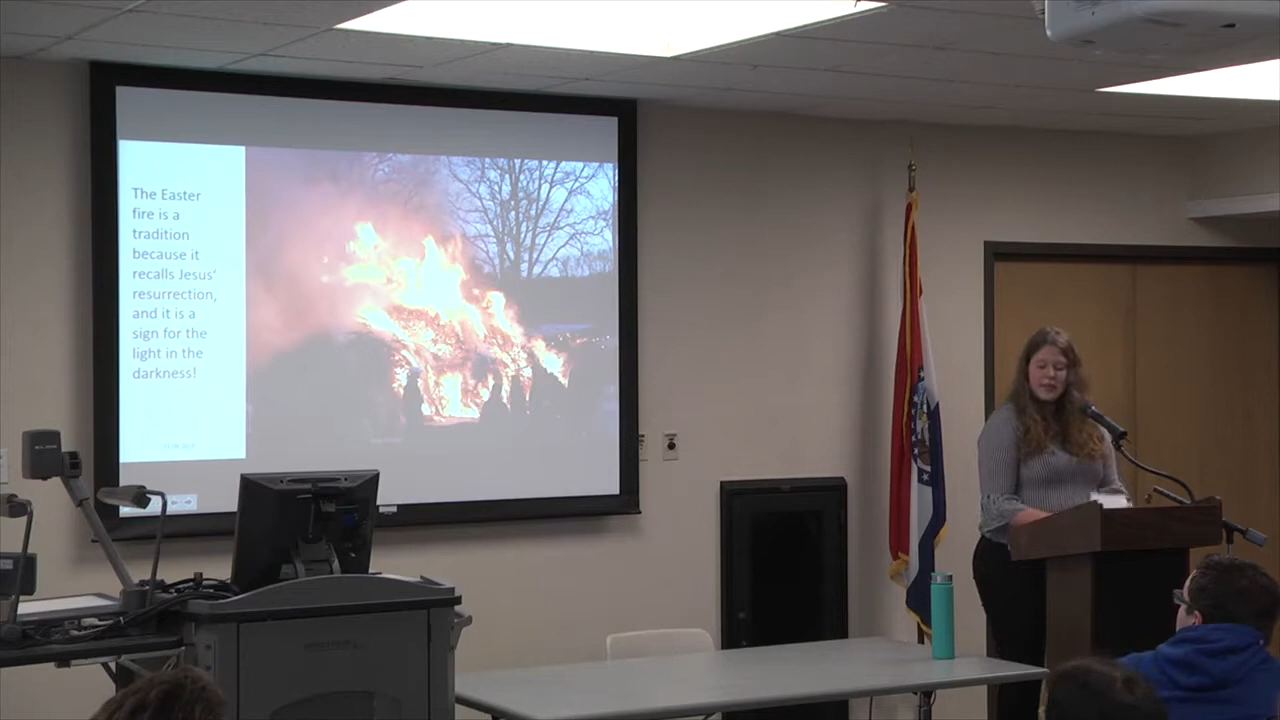 The Easter
fire is a
tradition
because it
recalls Jesus'
resurrection,
and it is a
sign for the
light in the
darkness!